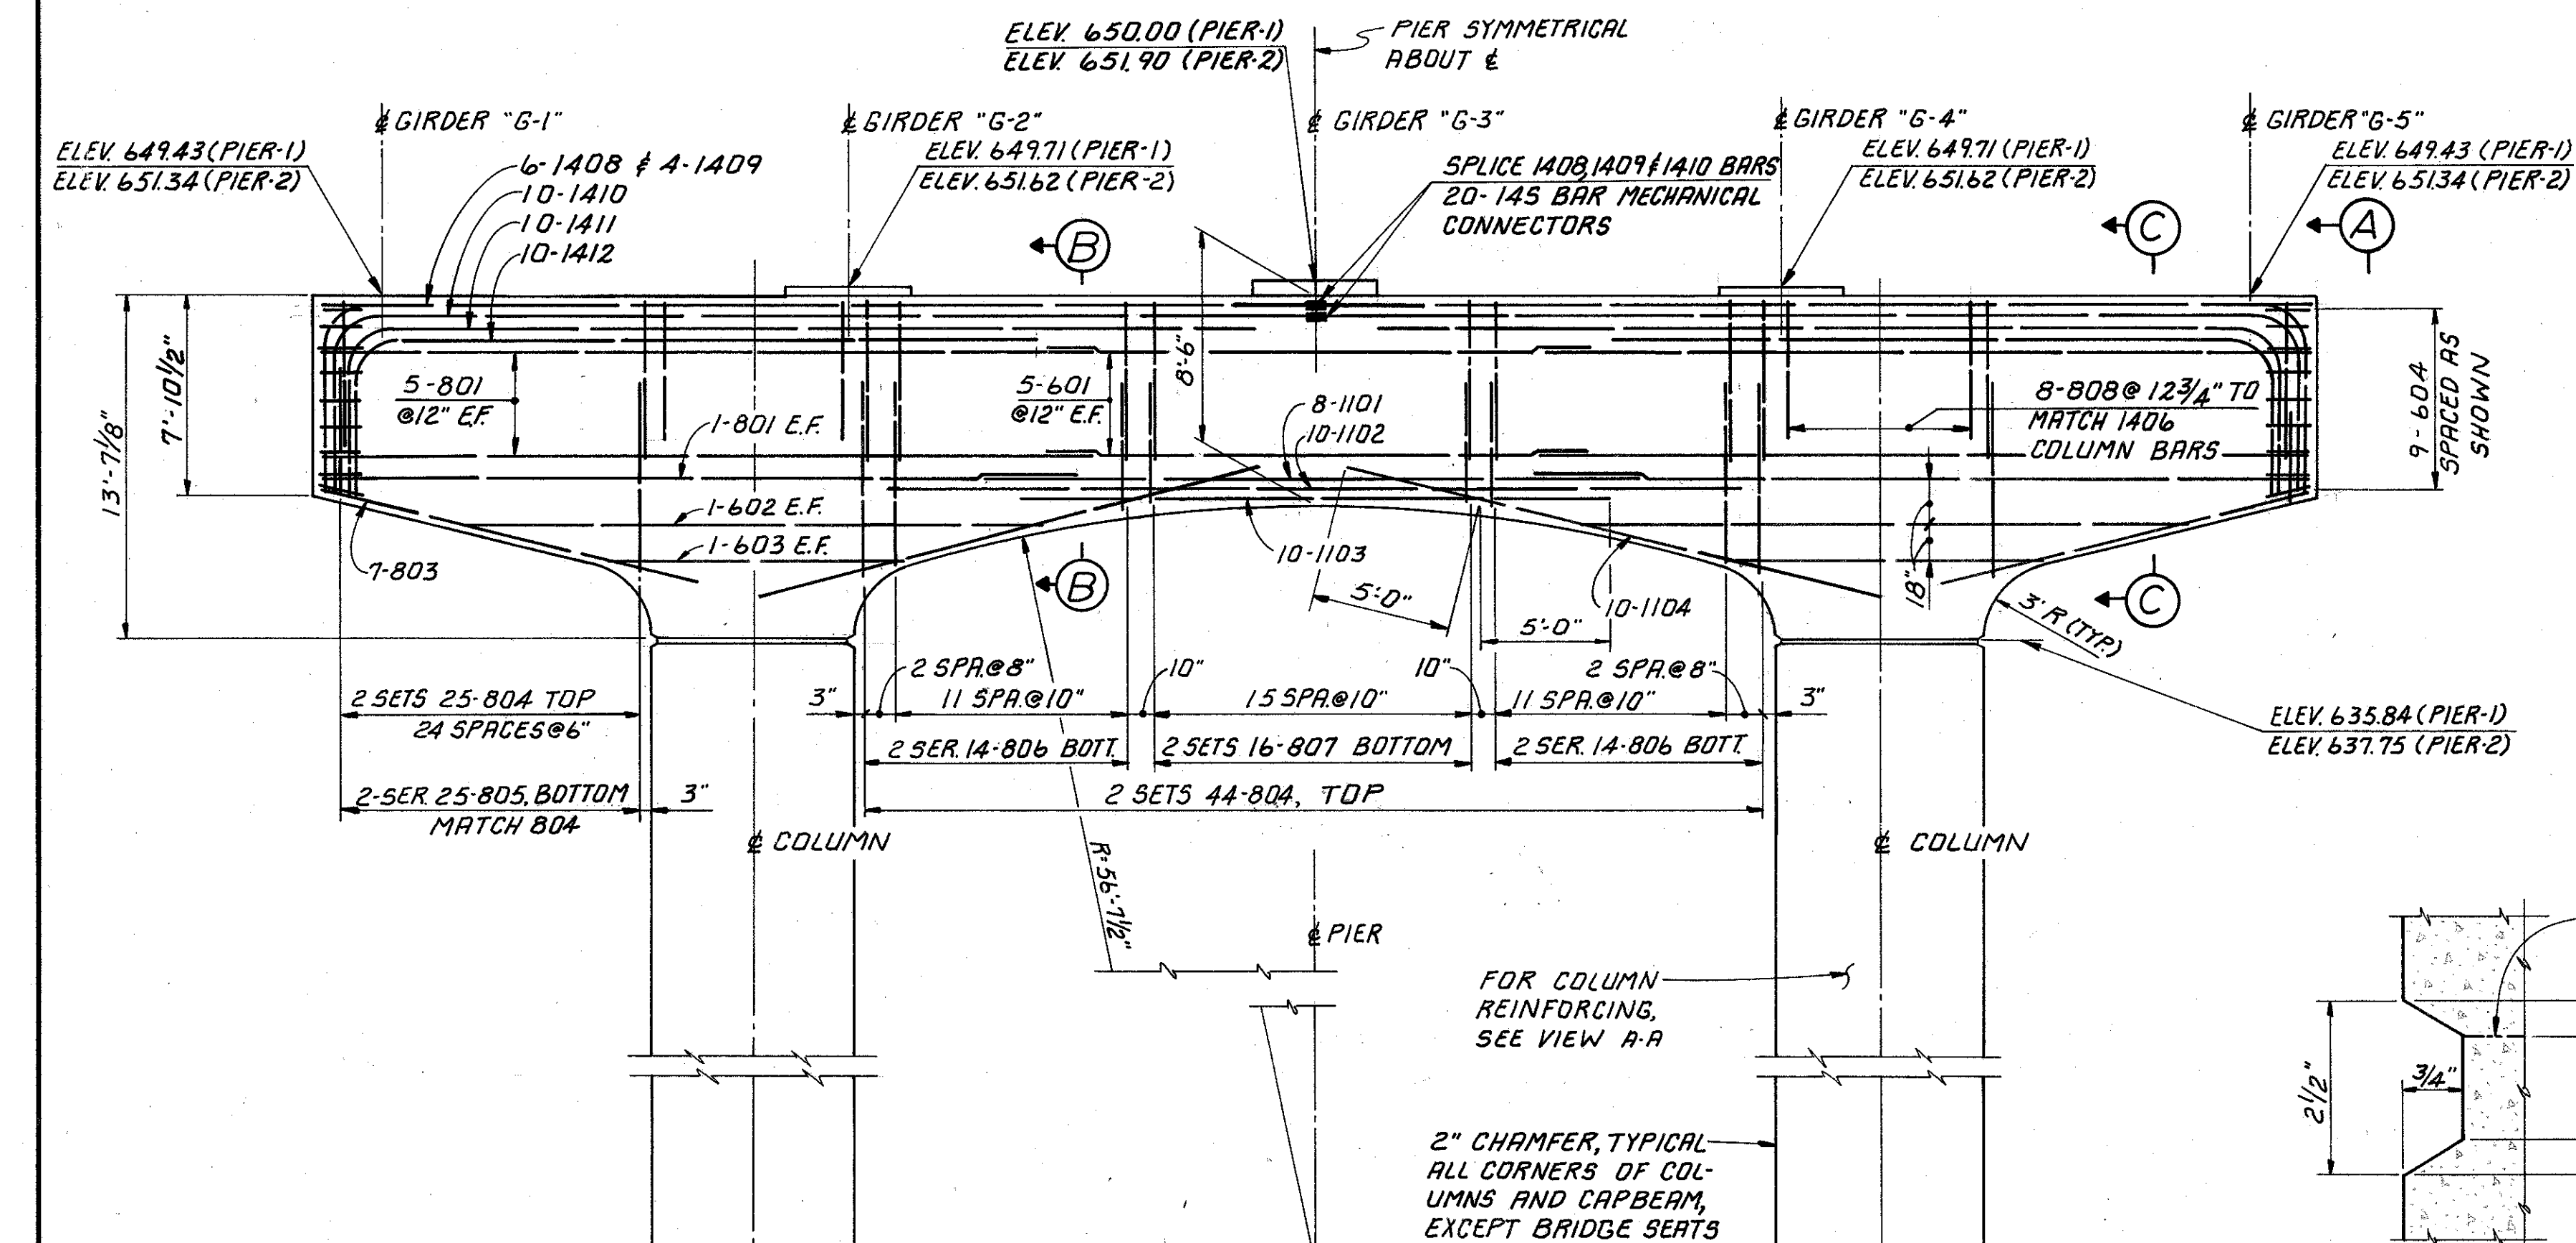 ELEV. 650.00 (PIER-1)
ELEV. 651.90 (PIER-2)
PIER SYMMETRICAL
ABOUT ℄
℄ GIRDER "G-1"
℄ GIRDER "G-2"
℄ GIRDER "G-3"
℄ GIRDER "G-4"
℄ GIRDER "G-5"
ELEV. 649.43 (PIER-1)
ELEV. 651.34 (PIER-2)
6-1408 & 4-1409
10-1410
10-1411
10-1412
ELEV. 649.71 (PIER-1)
ELEV. 651.62 (PIER-2)
SPLICE 1408, 1409 & 1410 BARS
20-14S BAR MECHANICAL
CONNECTORS
ELEV. 649.71 (PIER-1)
ELEV. 651.62 (PIER-2)
ELEV. 649.43 (PIER-1)
ELEV. 651.34 (PIER-2)
B
C
A
13'-7 1/8"
7'-10 1/2"
8'-6"
5-801
@12" E.F.
5-601
@12" E.F.
1-801 E.F.
8-1101
10-1102
8-808 @ 12 3/4" TO
MATCH 1406
COLUMN BARS
9-604
SPACED AS
SHOWN
1-602 E.F.
1-603 E.F.
7-803
10-1103
B
5'-0"
10-1104
5'-0"
18"
C
3' R (TYP.)
2 SPA.@8"
10"
10"
2 SPA.@8"
2 SETS 25-804 TOP
24 SPACES@6"
3"
11 SPA.@10"
15 SPA.@10"
11 SPA.@10"
3"
ELEV. 635.84 (PIER-1)
ELEV. 637.75 (PIER-2)
2 SER. 14-806 BOTT.
2 SETS 16-807 BOTTOM
2 SER. 14-806 BOTT.
2-SER. 25-805, BOTTOM
MATCH 804
3"
2 SETS 44-804, TOP
℄ COLUMN
℄ COLUMN
R=56'-7 1/2"
℄ PIER
FOR COLUMN
REINFORCING,
SEE VIEW A-A
2 1/2"
3/4"
2" CHAMFER, TYPICAL
ALL CORNERS OF COL-
UMNS AND CAPBEAM,
EXCEPT BRIDGE SEATS